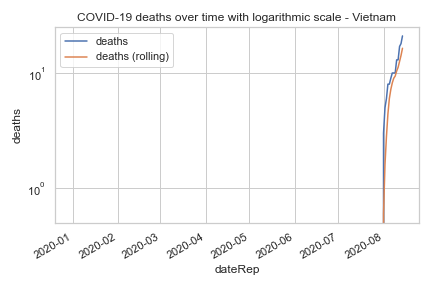 COVID-19 deaths over time with logarithmic scale - Vietnam
deaths
deaths (rolling)
10¹
10⁰
deaths
2020-01 2020-02 2020-03 2020-04 2020-05 2020-06 2020-07 2020-08
dateRep